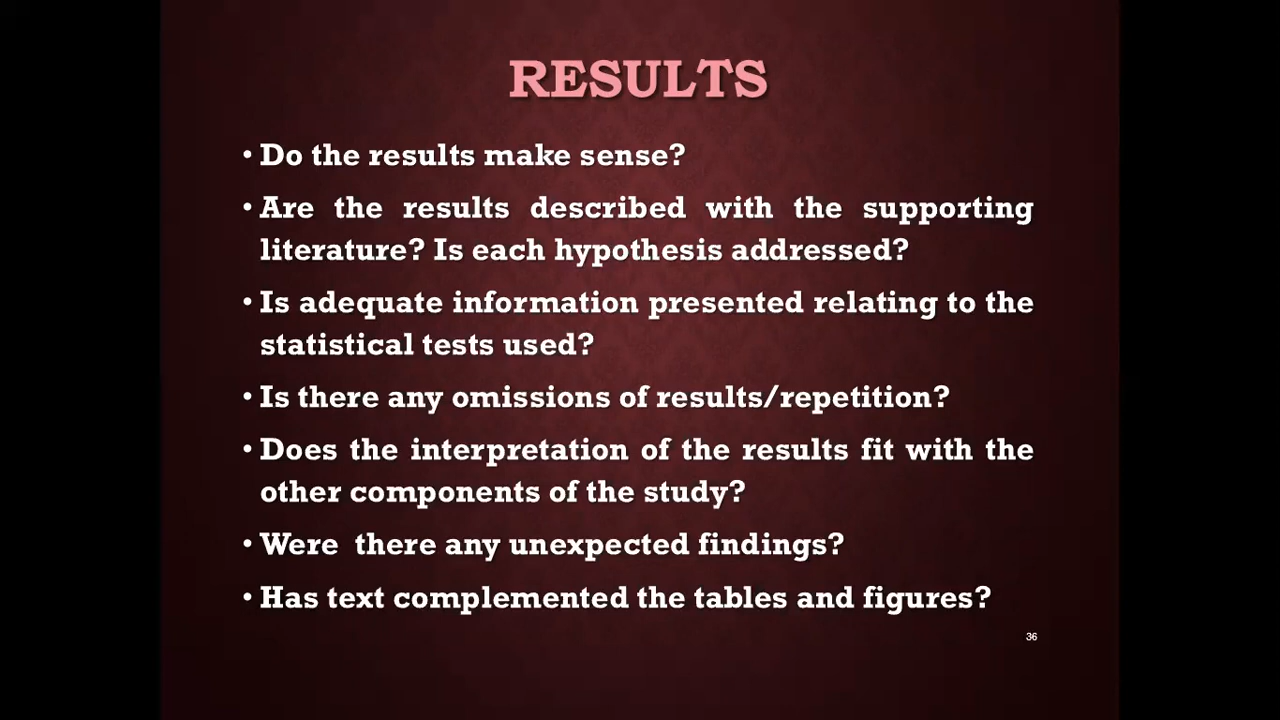 RESULTS
• Do the results make sense?
• Are the results described with the supporting
literature? Is each hypothesis addressed?
• Is adequate information presented relating to the
statistical tests used?
• Is there any omissions of results/repetition?
• Does the interpretation of the results fit with the
other components of the study?
• Were  there any unexpected findings?
• Has text complemented the tables and figures?
36